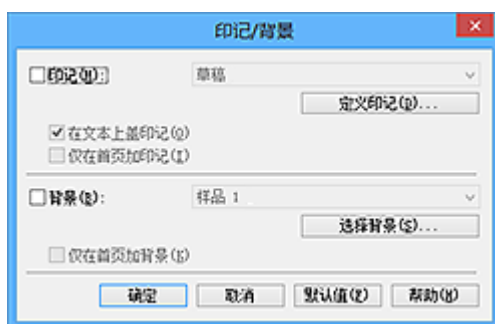 印记/背景
印记(W): 草稿
定义印记(D)...
在文本上盖印记(O)
仅在首页加印记(I)
背景(B): 样品 1
选择背景(S)...
仅在首页加背景(K)
确定 取消 默认值(F) 帮助(H)